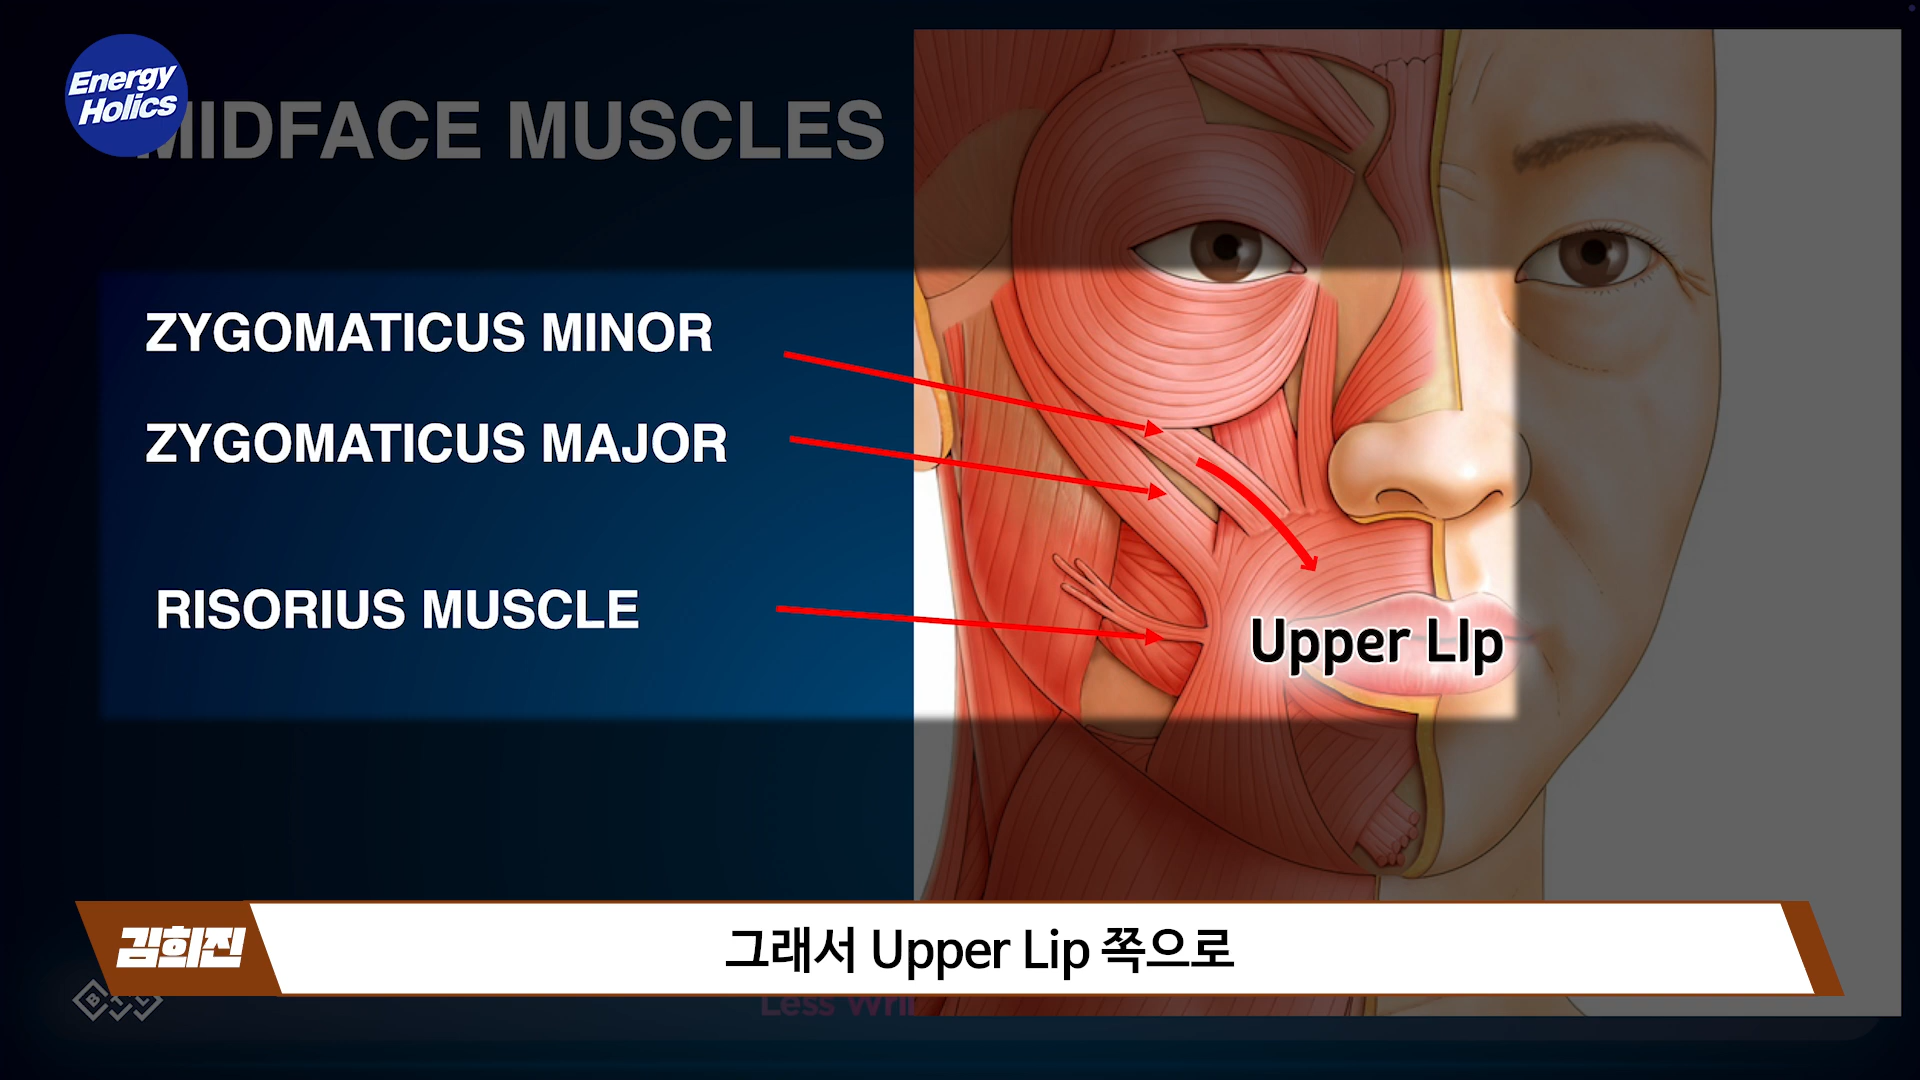 Energy
Holics
MIDFACE MUSCLES
ZYGOMATICUS MINOR
ZYGOMATICUS MAJOR
RISORIUS MUSCLE
Upper LIp
김희진
그래서 Upper Lip 쪽으로
Less